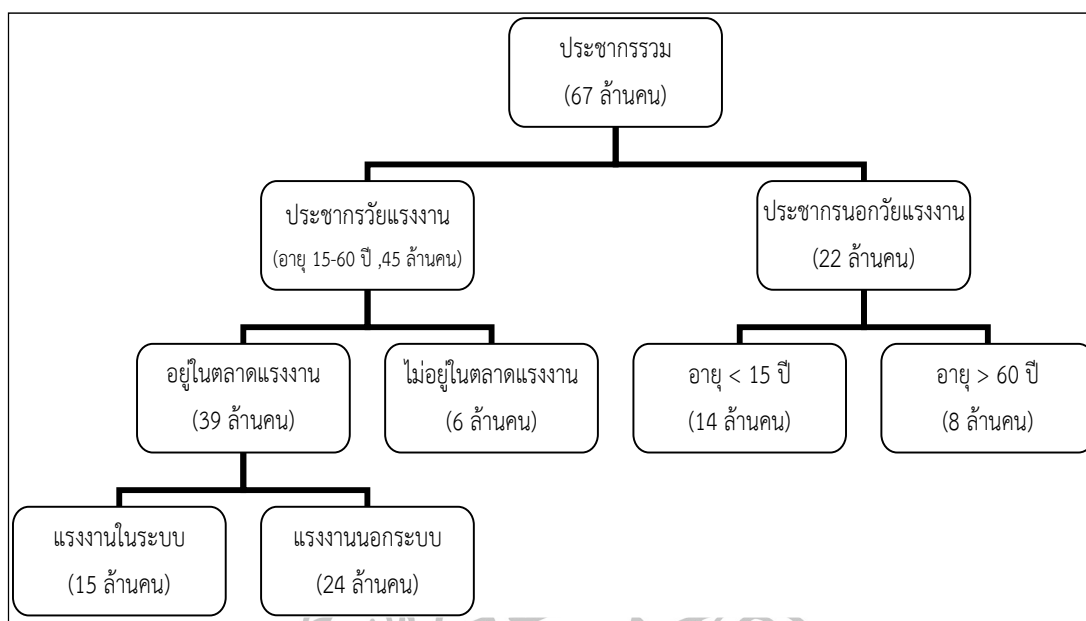 ประชากรรวม
(67 ล้านคน)
ประชากรวัยแรงงาน
(อายุ 15-60 ปี ,45 ล้านคน)
ประชากรนอกวัยแรงงาน
(22 ล้านคน)
อยู่ในตลาดแรงงาน
(39 ล้านคน)
ไม่อยู่ในตลาดแรงงาน
(6 ล้านคน)
อายุ < 15 ปี
(14 ล้านคน)
อายุ > 60 ปี
(8 ล้านคน)
แรงงานในระบบ
(15 ล้านคน)
แรงงานนอกระบบ
(24 ล้านคน)